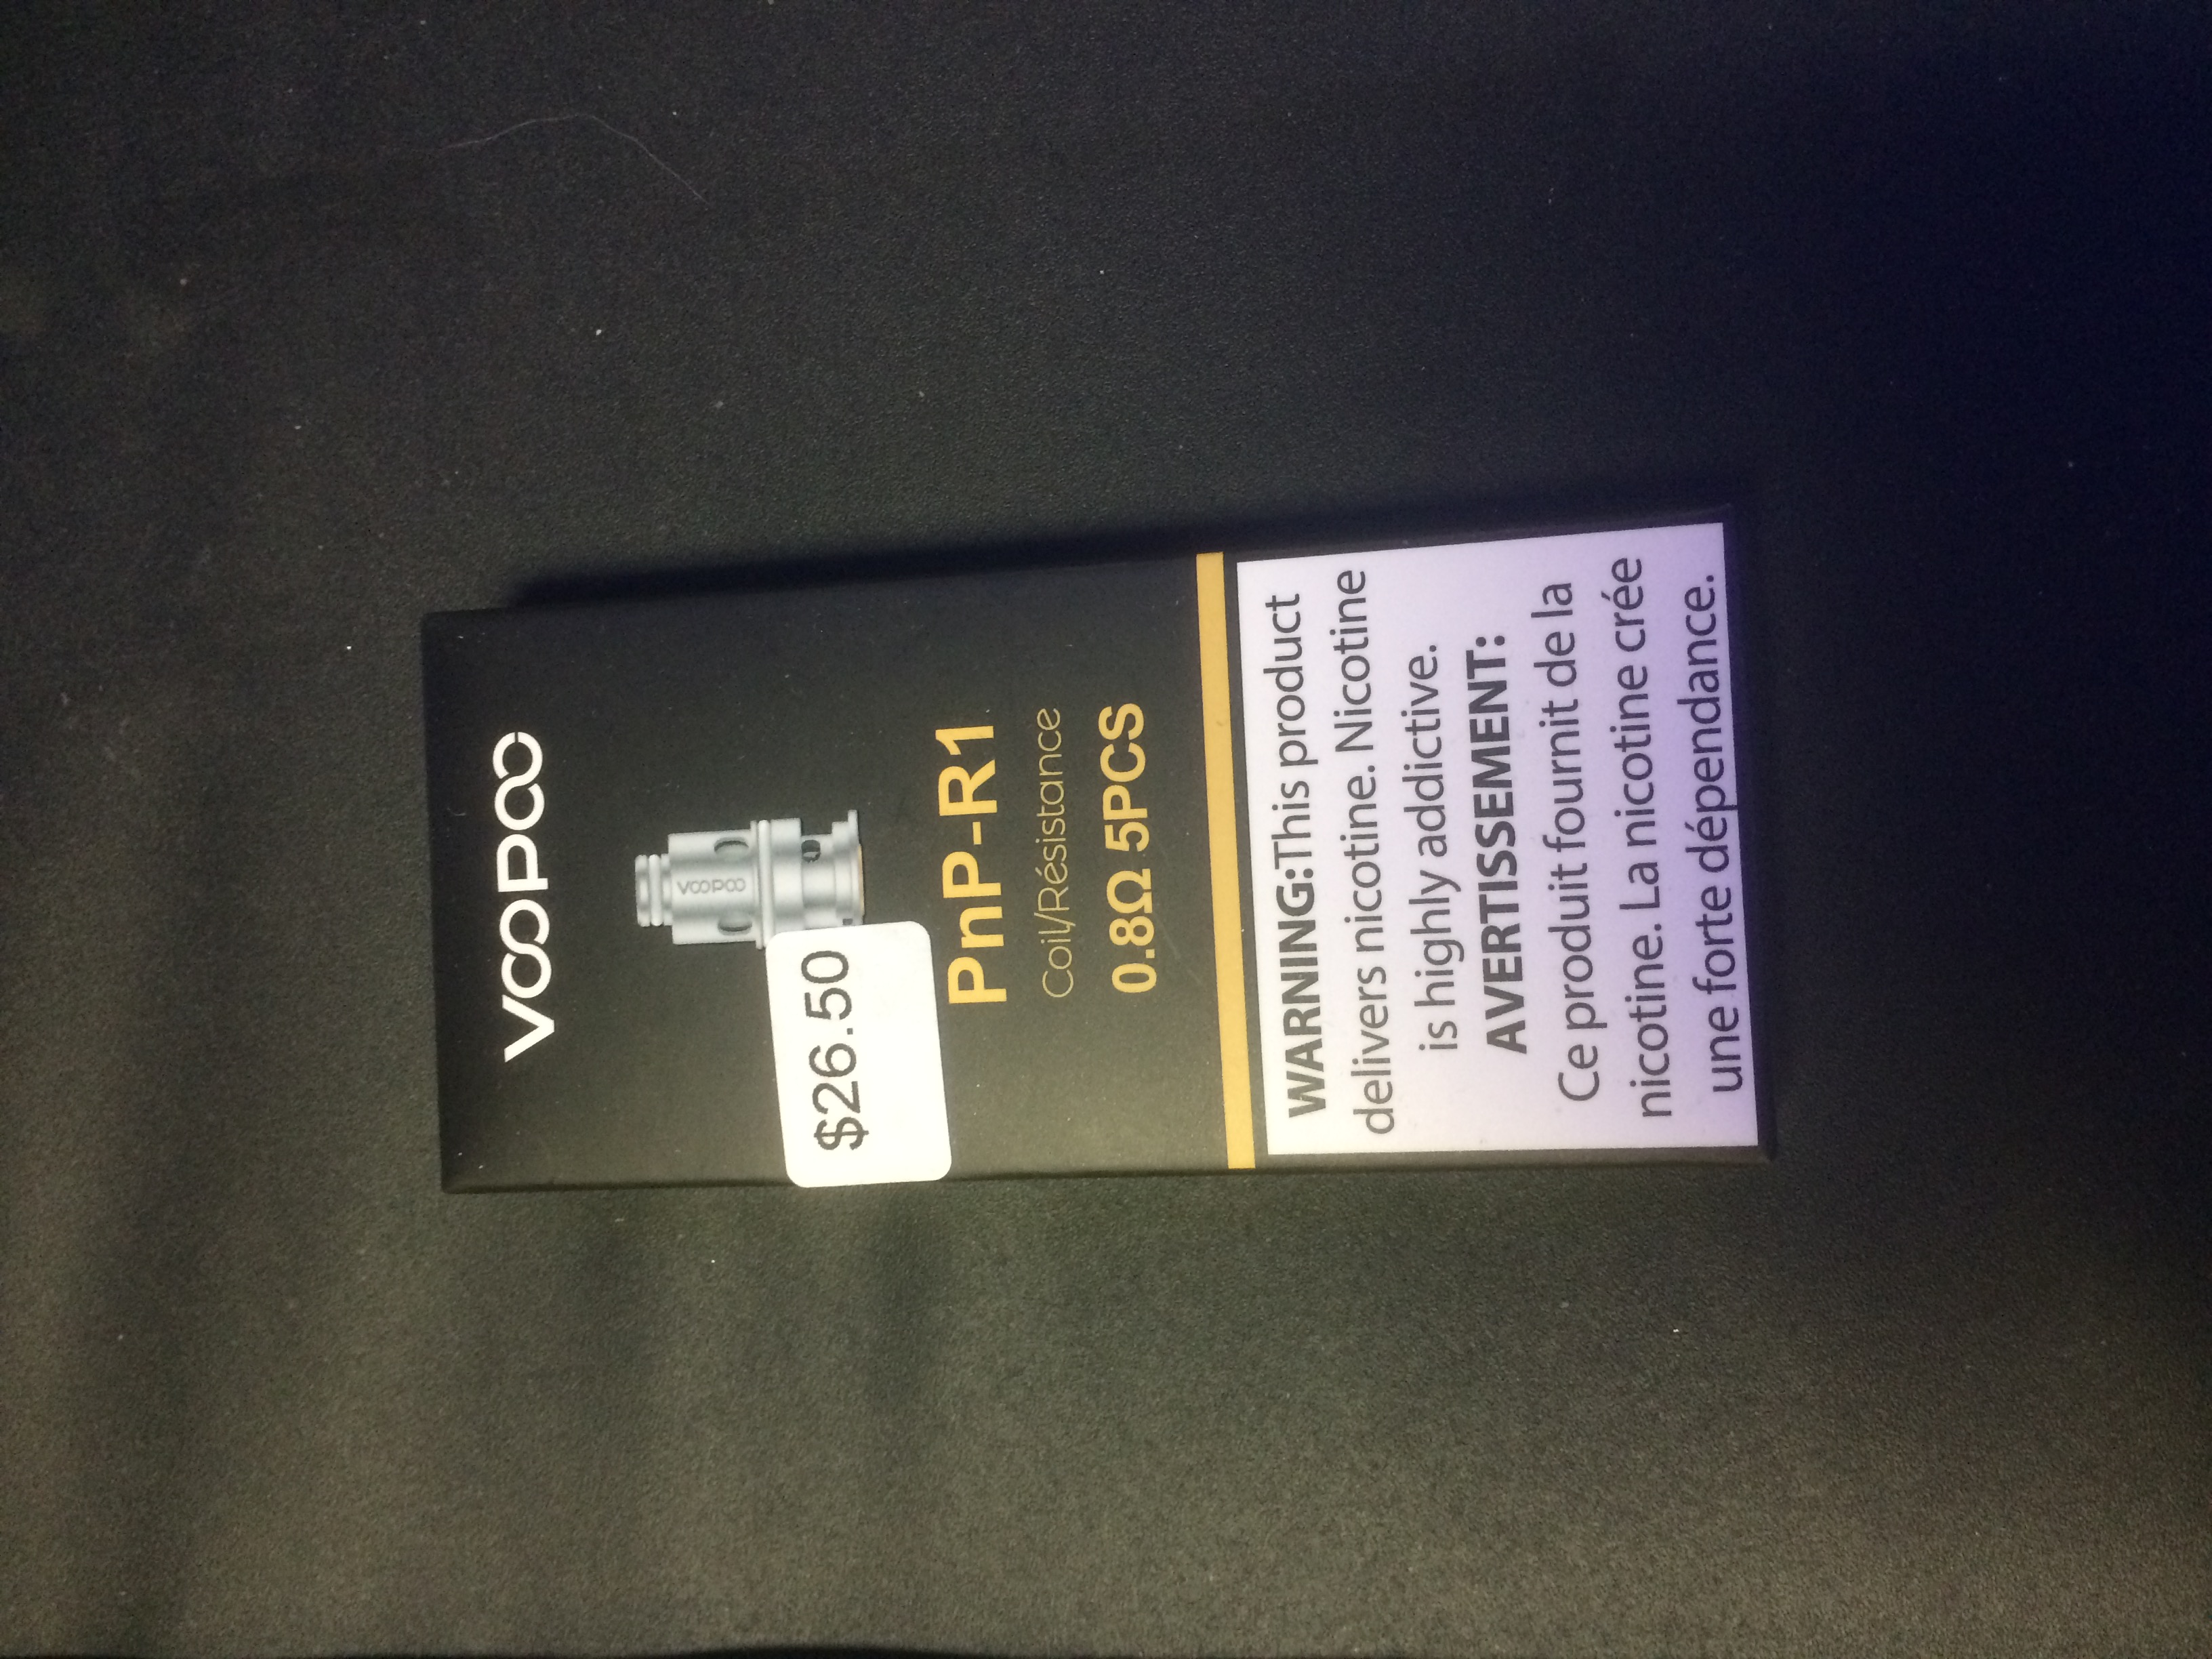 VOOPOO
VOOPOO
$26.50
PnP-R1
Coil/Résistance
0.8Ω 5PCS
WARNING:This product
delivers nicotine. Nicotine
is highly addictive.
AVERTISSEMENT:
Ce produit fournit de la
nicotine. La nicotine crée
une forte dépendance.